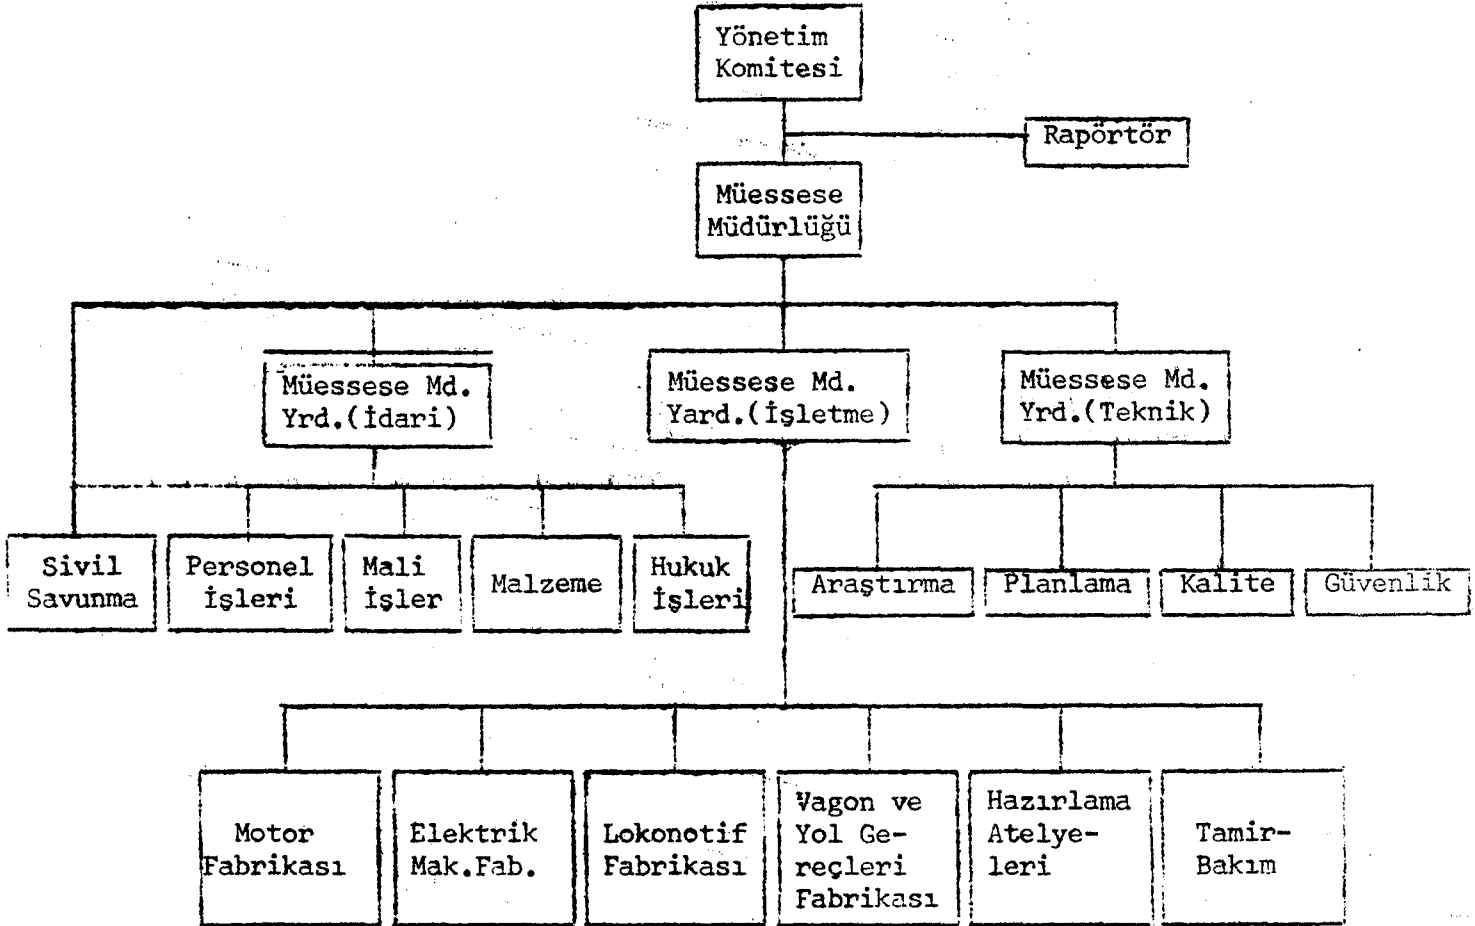 Yönetim
Komitesi
Rapörtör
Müessese
Müdürlüğü
Müessese Md.
Yrd.(İdari)
Müessese Md.
Yard.(İşletme)
Müessese Md.
Yrd.(Teknik)
Sivil
Savunma
Personel
İşleri
Mali
İşler
Malzeme
Hukuk
İşleri
Araştırma
Planlama
Kalite
Güvenlik
Motor
Fabrikası
Elektrik
Mak.Fab.
Lokonotif
Fabrikası
Vagon ve
Yol Ge-
reçleri
Fabrikası
Hazırlama
Atelye-
leri
Tamir-
Bakım